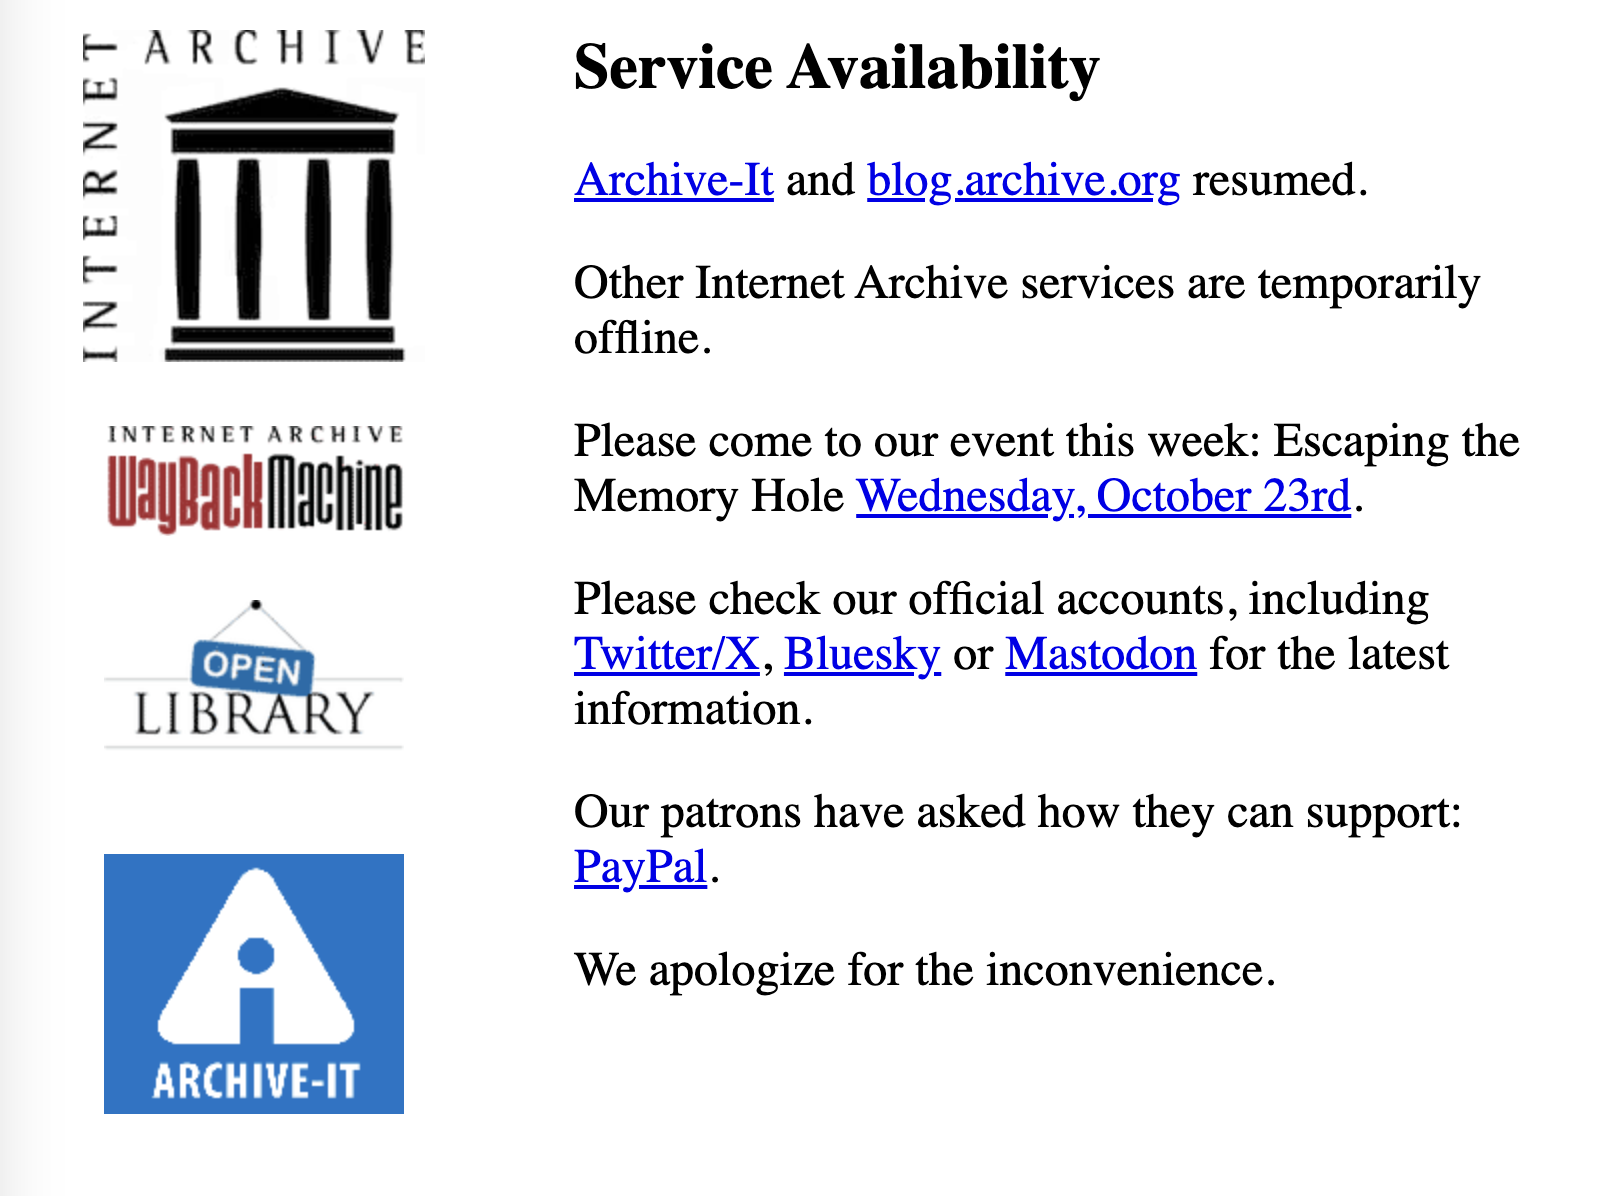 INTERNET ARCHIVE
INTERNET ARCHIVE
WayBackMachine
OPEN
LIBRARY
ARCHIVE-IT
Service Availability
Archive-It and blog.archive.org resumed.
Other Internet Archive services are temporarily
offline.
Please come to our event this week: Escaping the
Memory Hole Wednesday, October 23rd.
Please check our official accounts, including
Twitter/X, Bluesky or Mastodon for the latest
information.
Our patrons have asked how they can support:
PayPal.
We apologize for the inconvenience.